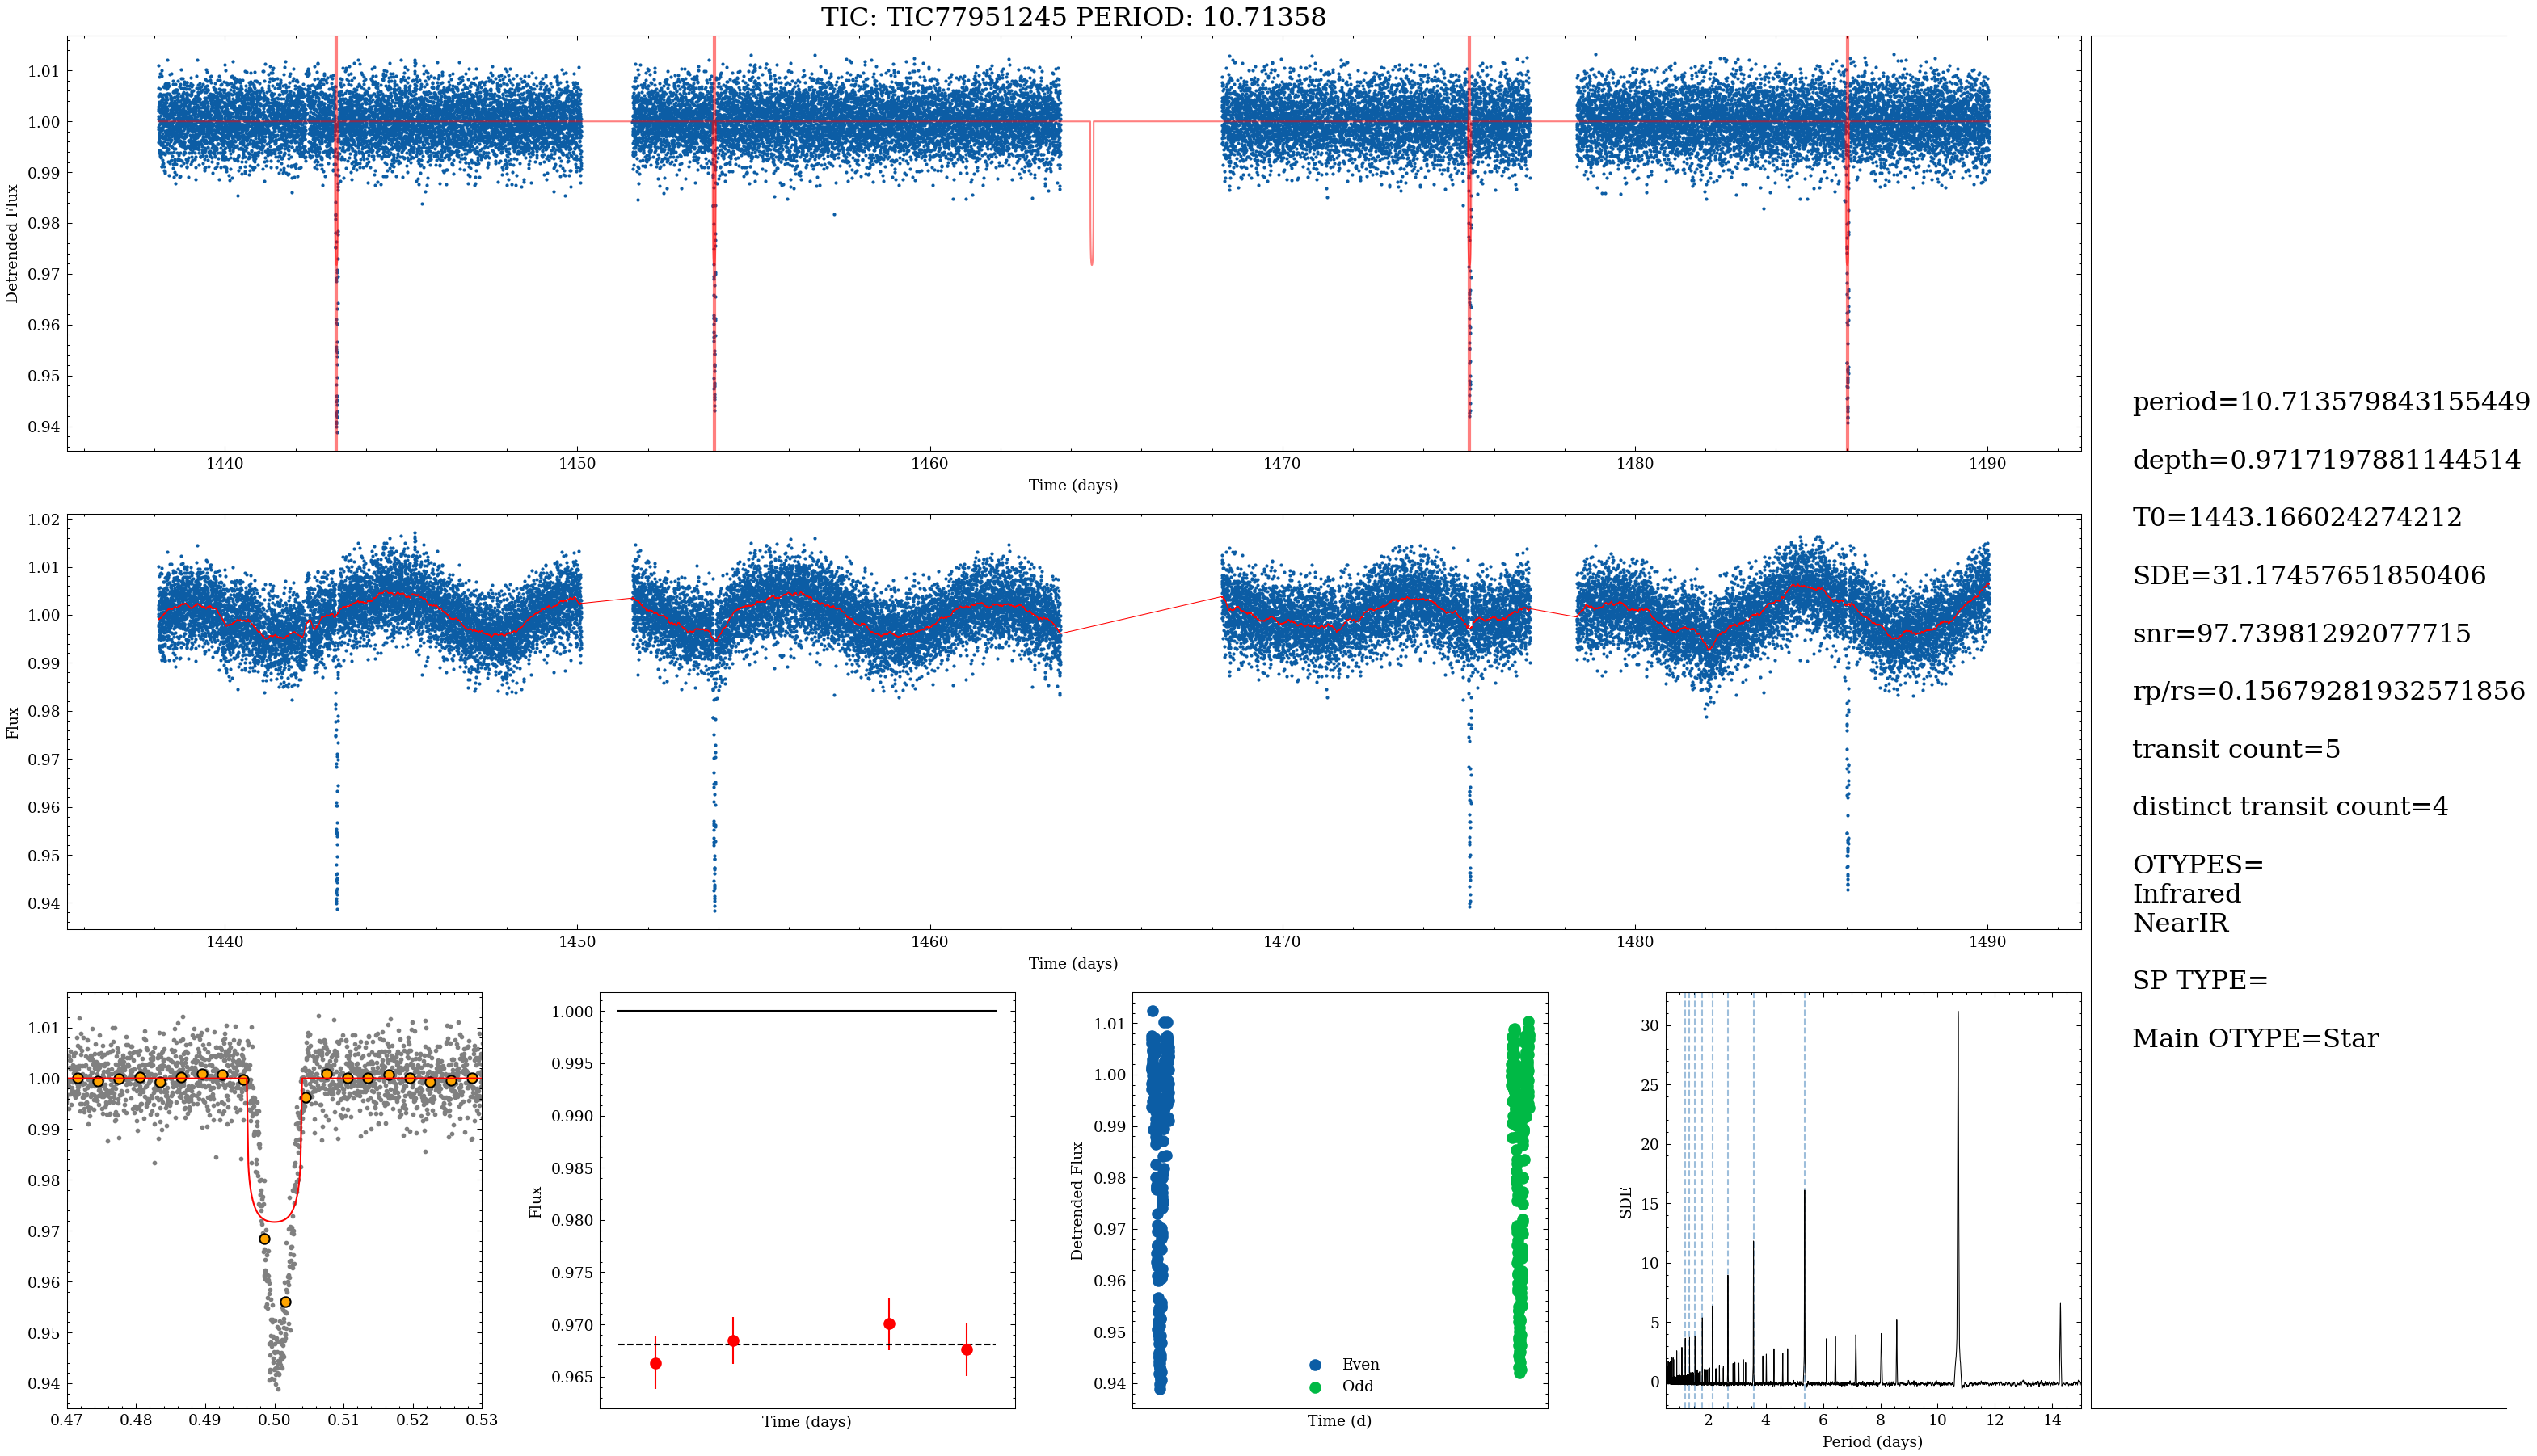 TIC: TIC77951245 PERIOD: 10.71358
1.01
1.00
0.99
0.98
0.97
0.96
0.95
0.94
Detrended Flux
1440
1450
1460
1470
1480
1490
Time (days)
1.02
1.01
1.00
0.99
0.98
0.97
0.96
0.95
0.94
Flux
1440
1450
1460
1470
1480
1490
Time (days)
1.01
1.00
0.99
0.98
0.97
0.96
0.95
0.94
0.47
0.48
0.49
0.50
0.51
0.52
0.53
1.000
0.995
0.990
0.985
0.980
0.975
0.970
0.965
Flux
Time (days)
1.01
1.00
0.99
0.98
0.97
0.96
0.95
0.94
Detrended Flux
Even
Odd
Time (d)
30
25
20
15
10
5
0
SDE
2
4
6
8
10
12
14
Period (days)
period=10.713579843155449
depth=0.9717197881144514
T0=1443.166024274212
SDE=31.17457651850406
snr=97.73981292077715
rp/rs=0.15679281932571856
transit count=5
distinct transit count=4
OTYPES=
Infrared
NearIR
SP TYPE=
Main OTYPE=Star